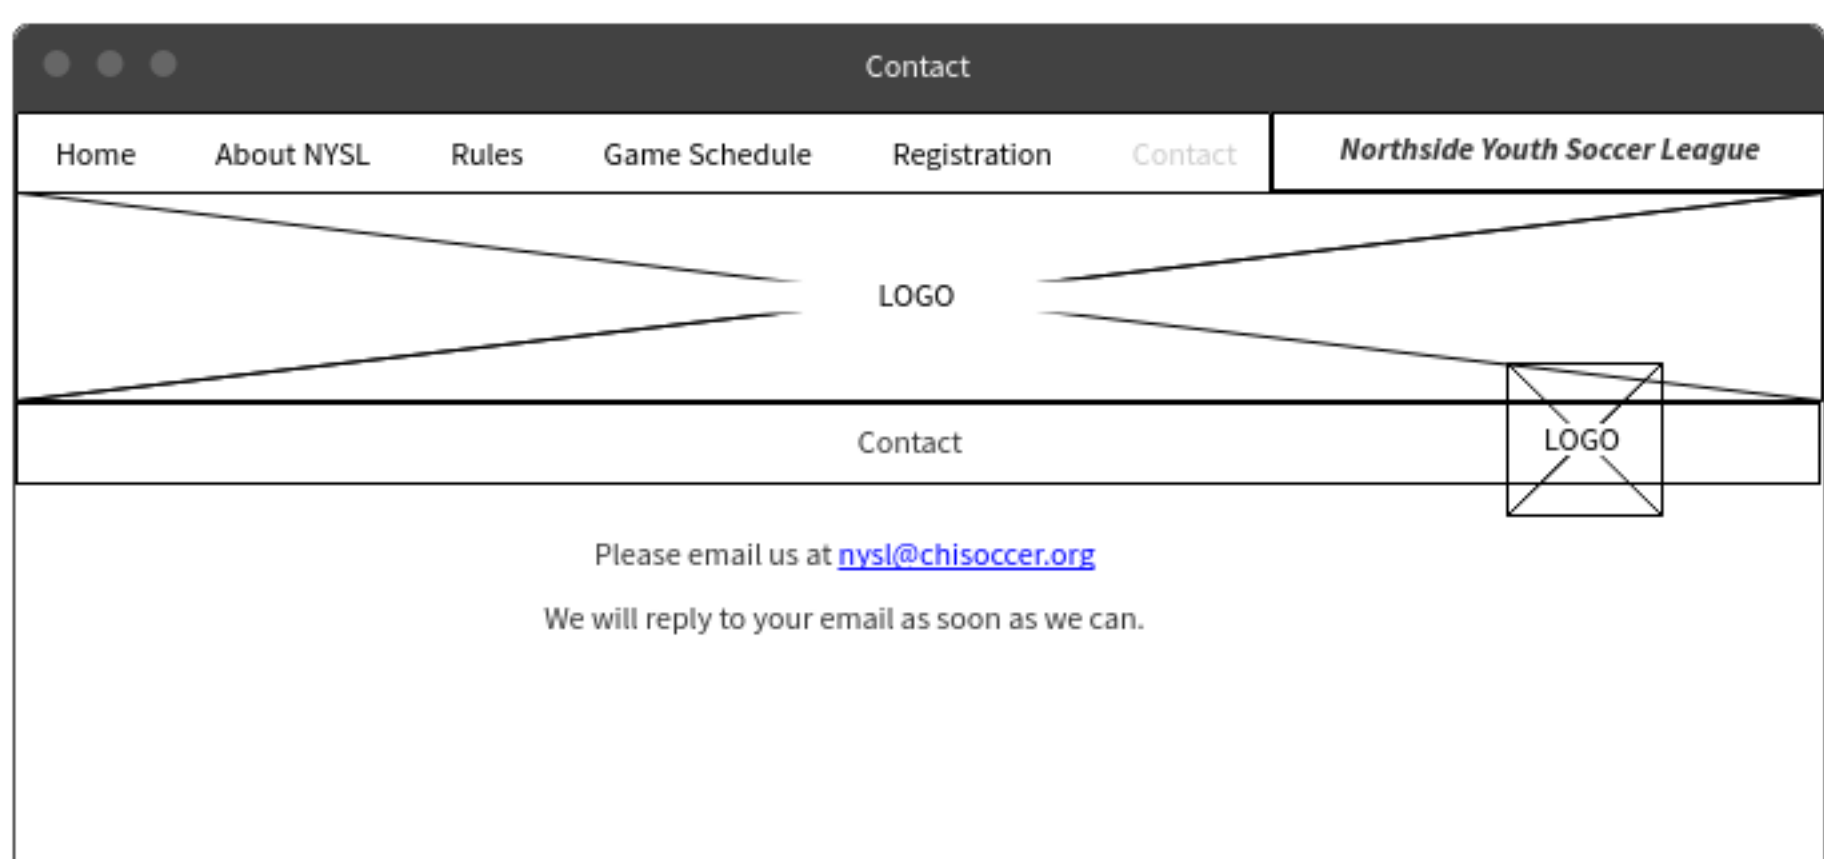 Contact
Home About NYSL Rules Game Schedule Registration Contact Northside Youth Soccer League
LOGO
Contact
LOGO
Please email us at nysl@chisoccer.org
We will reply to your email as soon as we can.